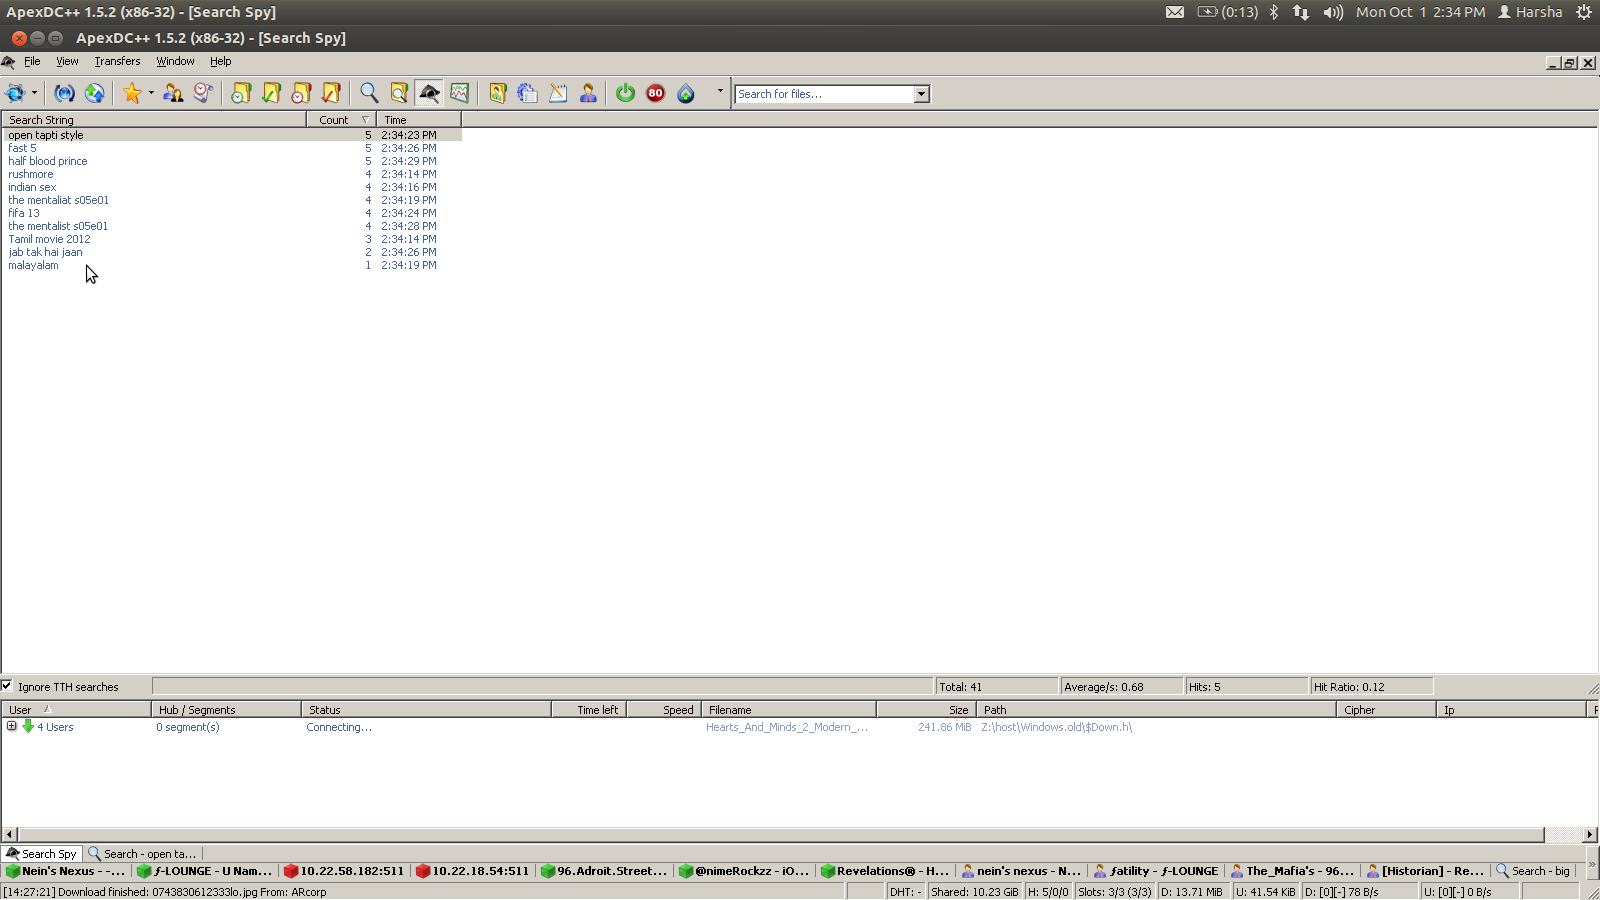 ApexDC++ 1.5.2 (x86-32) - [Search Spy] (0:13) Mon Oct 1 2:34 PM Harsha
ApexDC++ 1.5.2 (x86-32) - [Search Spy]
File View Transfers Window Help
80 Search for files...
Search String Count Time
open tapti style 5 2:34:23 PM
fast 5 5 2:34:26 PM
half blood prince 5 2:34:29 PM
rushmore 4 2:34:14 PM
indian sex 4 2:34:16 PM
the mentaliat s05e01 4 2:34:19 PM
fifa 13 4 2:34:24 PM
the mentalist s05e01 4 2:34:28 PM
Tamil movie 2012 3 2:34:14 PM
jab tak hai jaan 2 2:34:26 PM
malayalam 1 2:34:19 PM
Ignore TTH searches Total: 41 Average/s: 0.68 Hits: 5 Hit Ratio: 0.12
User Hub / Segments Status Time left Speed Filename Size Path Cipher Ip
4 Users 0 segment(s) Connecting... Hearts_And_Minds_2_Modern_... 241.86 MiB Z:\host\Windows.old\$Down.h\
Search Spy Search - open ta...
Nein's Nexus - -... ƒ-LOUNGE - U Nam... 10.22.58.182:511 10.22.18.54:511 96.Adroit.Street... @nimeRockzz - iO... Revelations® - H... nein's nexus - N... ƒatility - ƒ-LOUNGE The_Mafia's - 96... [Historian] - Re... Search - big
[14:27:21] Download finished: 0743830612333lo.jpg From: ARcorp DHT: - Shared: 10.23 GiB H: 5/0/0 Slots: 3/3 (3/3) D: 13.71 MiB U: 41.54 KiB D: [0][-] 78 B/s U: [0][-] 0 B/s